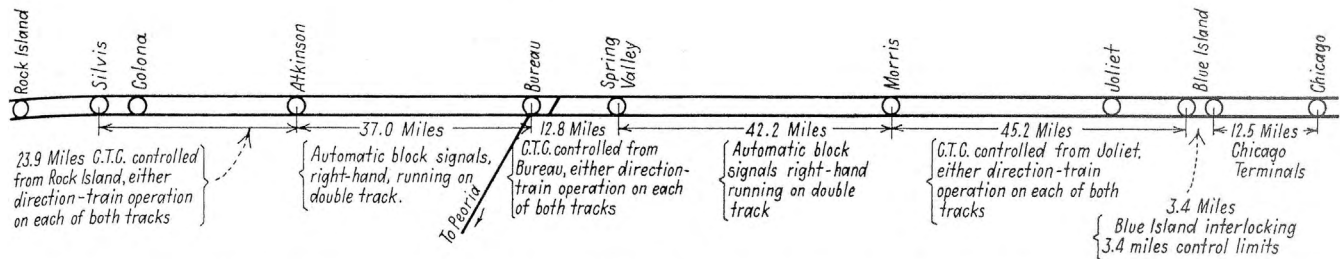 Rock Island
Silvis
Colona
Atkinson
Bureau
Spring
Valley
Morris
Joliet
Blue Island
Chicago
37.0 Miles
12.8 Miles
42.2 Miles
45.2 Miles
12.5 Miles
23.9 Miles C.T.C. controlled
from Rock Island, either
direction-train operation
on each of both tracks
Automatic block signals,
right-hand, running on
double track.
To Peoria
C.T.C. controlled from
Bureau, either direction-
train operation on each
of both tracks
Automatic block
signals right-hand
running on double
track
C.T.C. controlled from Joliet,
either direction-train
operation on each of both
tracks
Chicago
Terminals
3.4 Miles
Blue Island interlocking
3.4 miles control limits